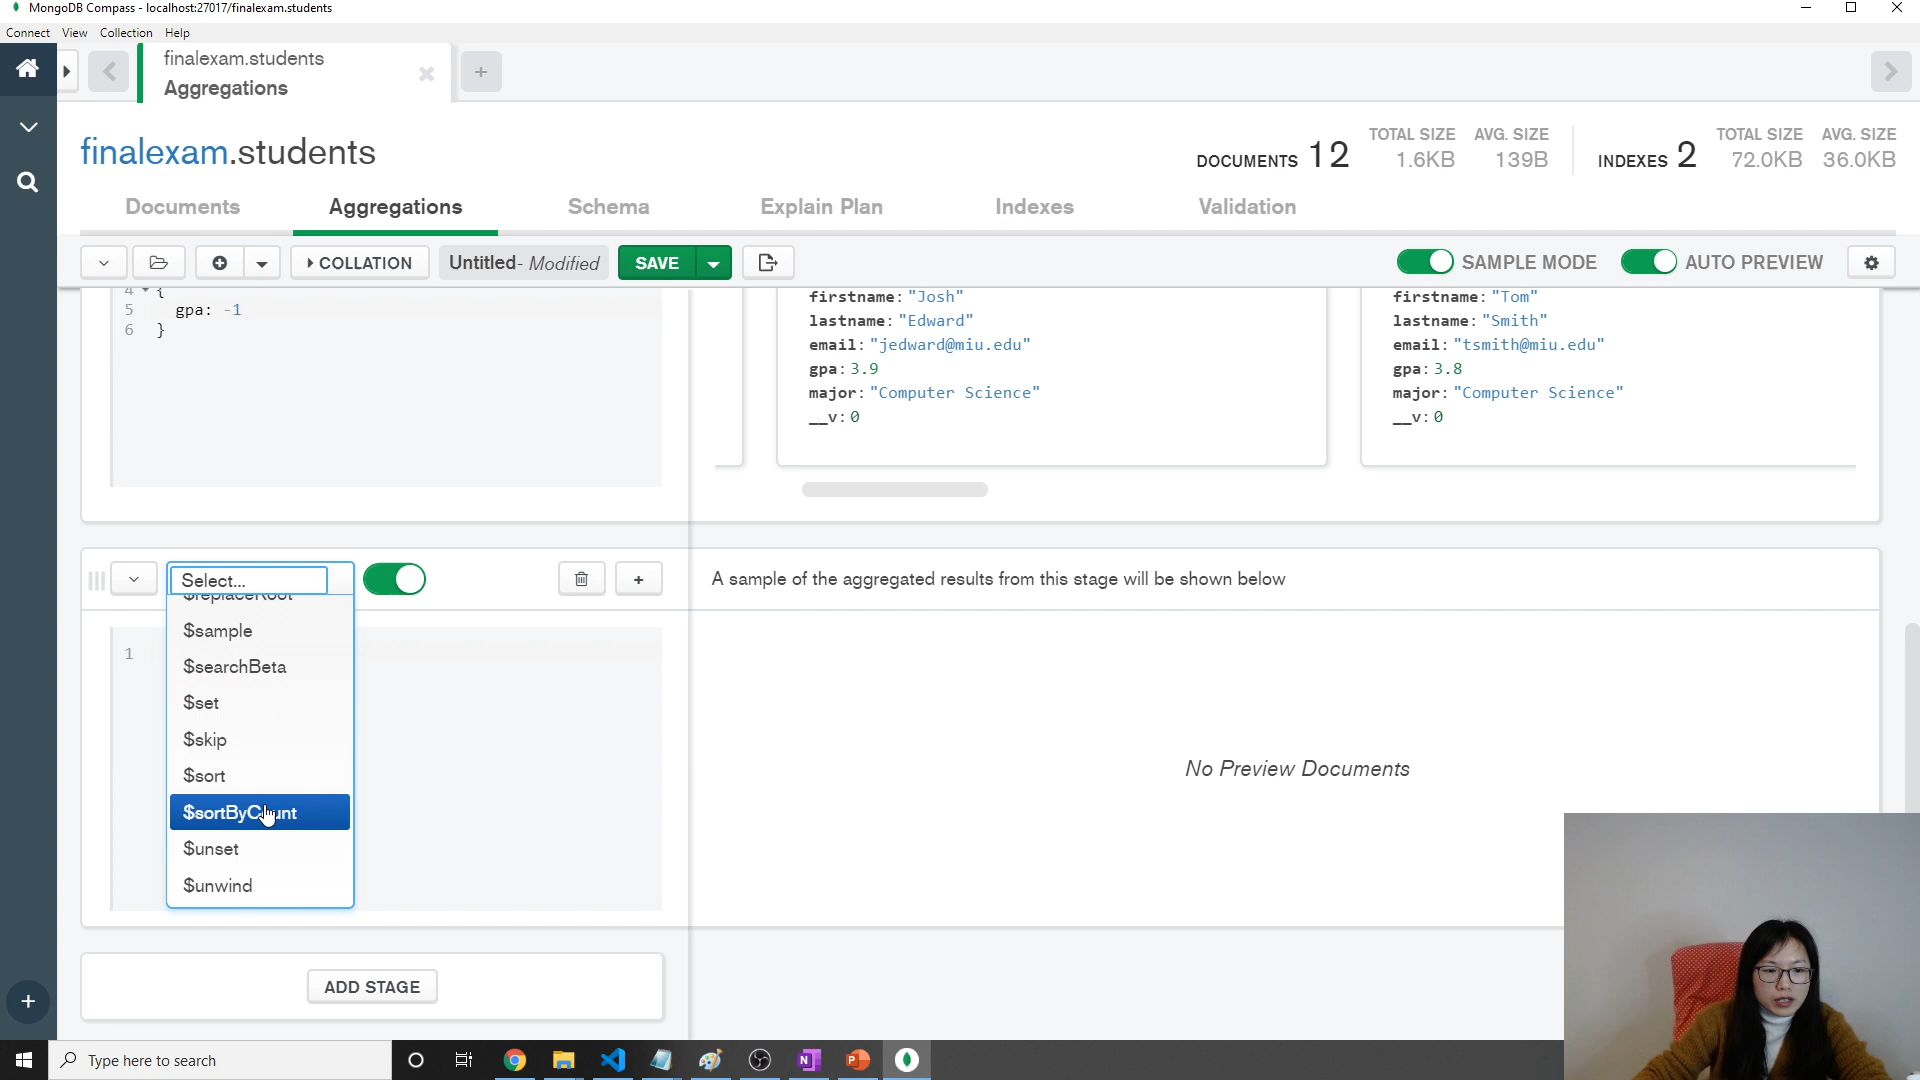 MongoDB Compass - localhost:27017/finalexam.students
Connect View Collection Help
finalexam.students
Aggregations
finalexam.students
DOCUMENTS 12
TOTAL SIZE AVG. SIZE
1.6KB 139B
INDEXES 2
TOTAL SIZE AVG. SIZE
72.0KB 36.0KB
Documents Aggregations Schema Explain Plan Indexes Validation
COLLATION Untitled- Modified SAVE SAMPLE MODE AUTO PREVIEW
4 {
5 gpa: -1
6 }
firstname: "Josh"
lastname: "Edward"
email: "jedward@miu.edu"
gpa: 3.9
major: "Computer Science"
__v: 0
firstname: "Tom"
lastname: "Smith"
email: "tsmith@miu.edu"
gpa: 3.8
major: "Computer Science"
__v: 0
Select...
A sample of the aggregated results from this stage will be shown below
$replaceRoot
$sample
$searchBeta
$set
$skip
$sort
$sortByCount
$unset
$unwind
1
No Preview Documents
ADD STAGE
Type here to search